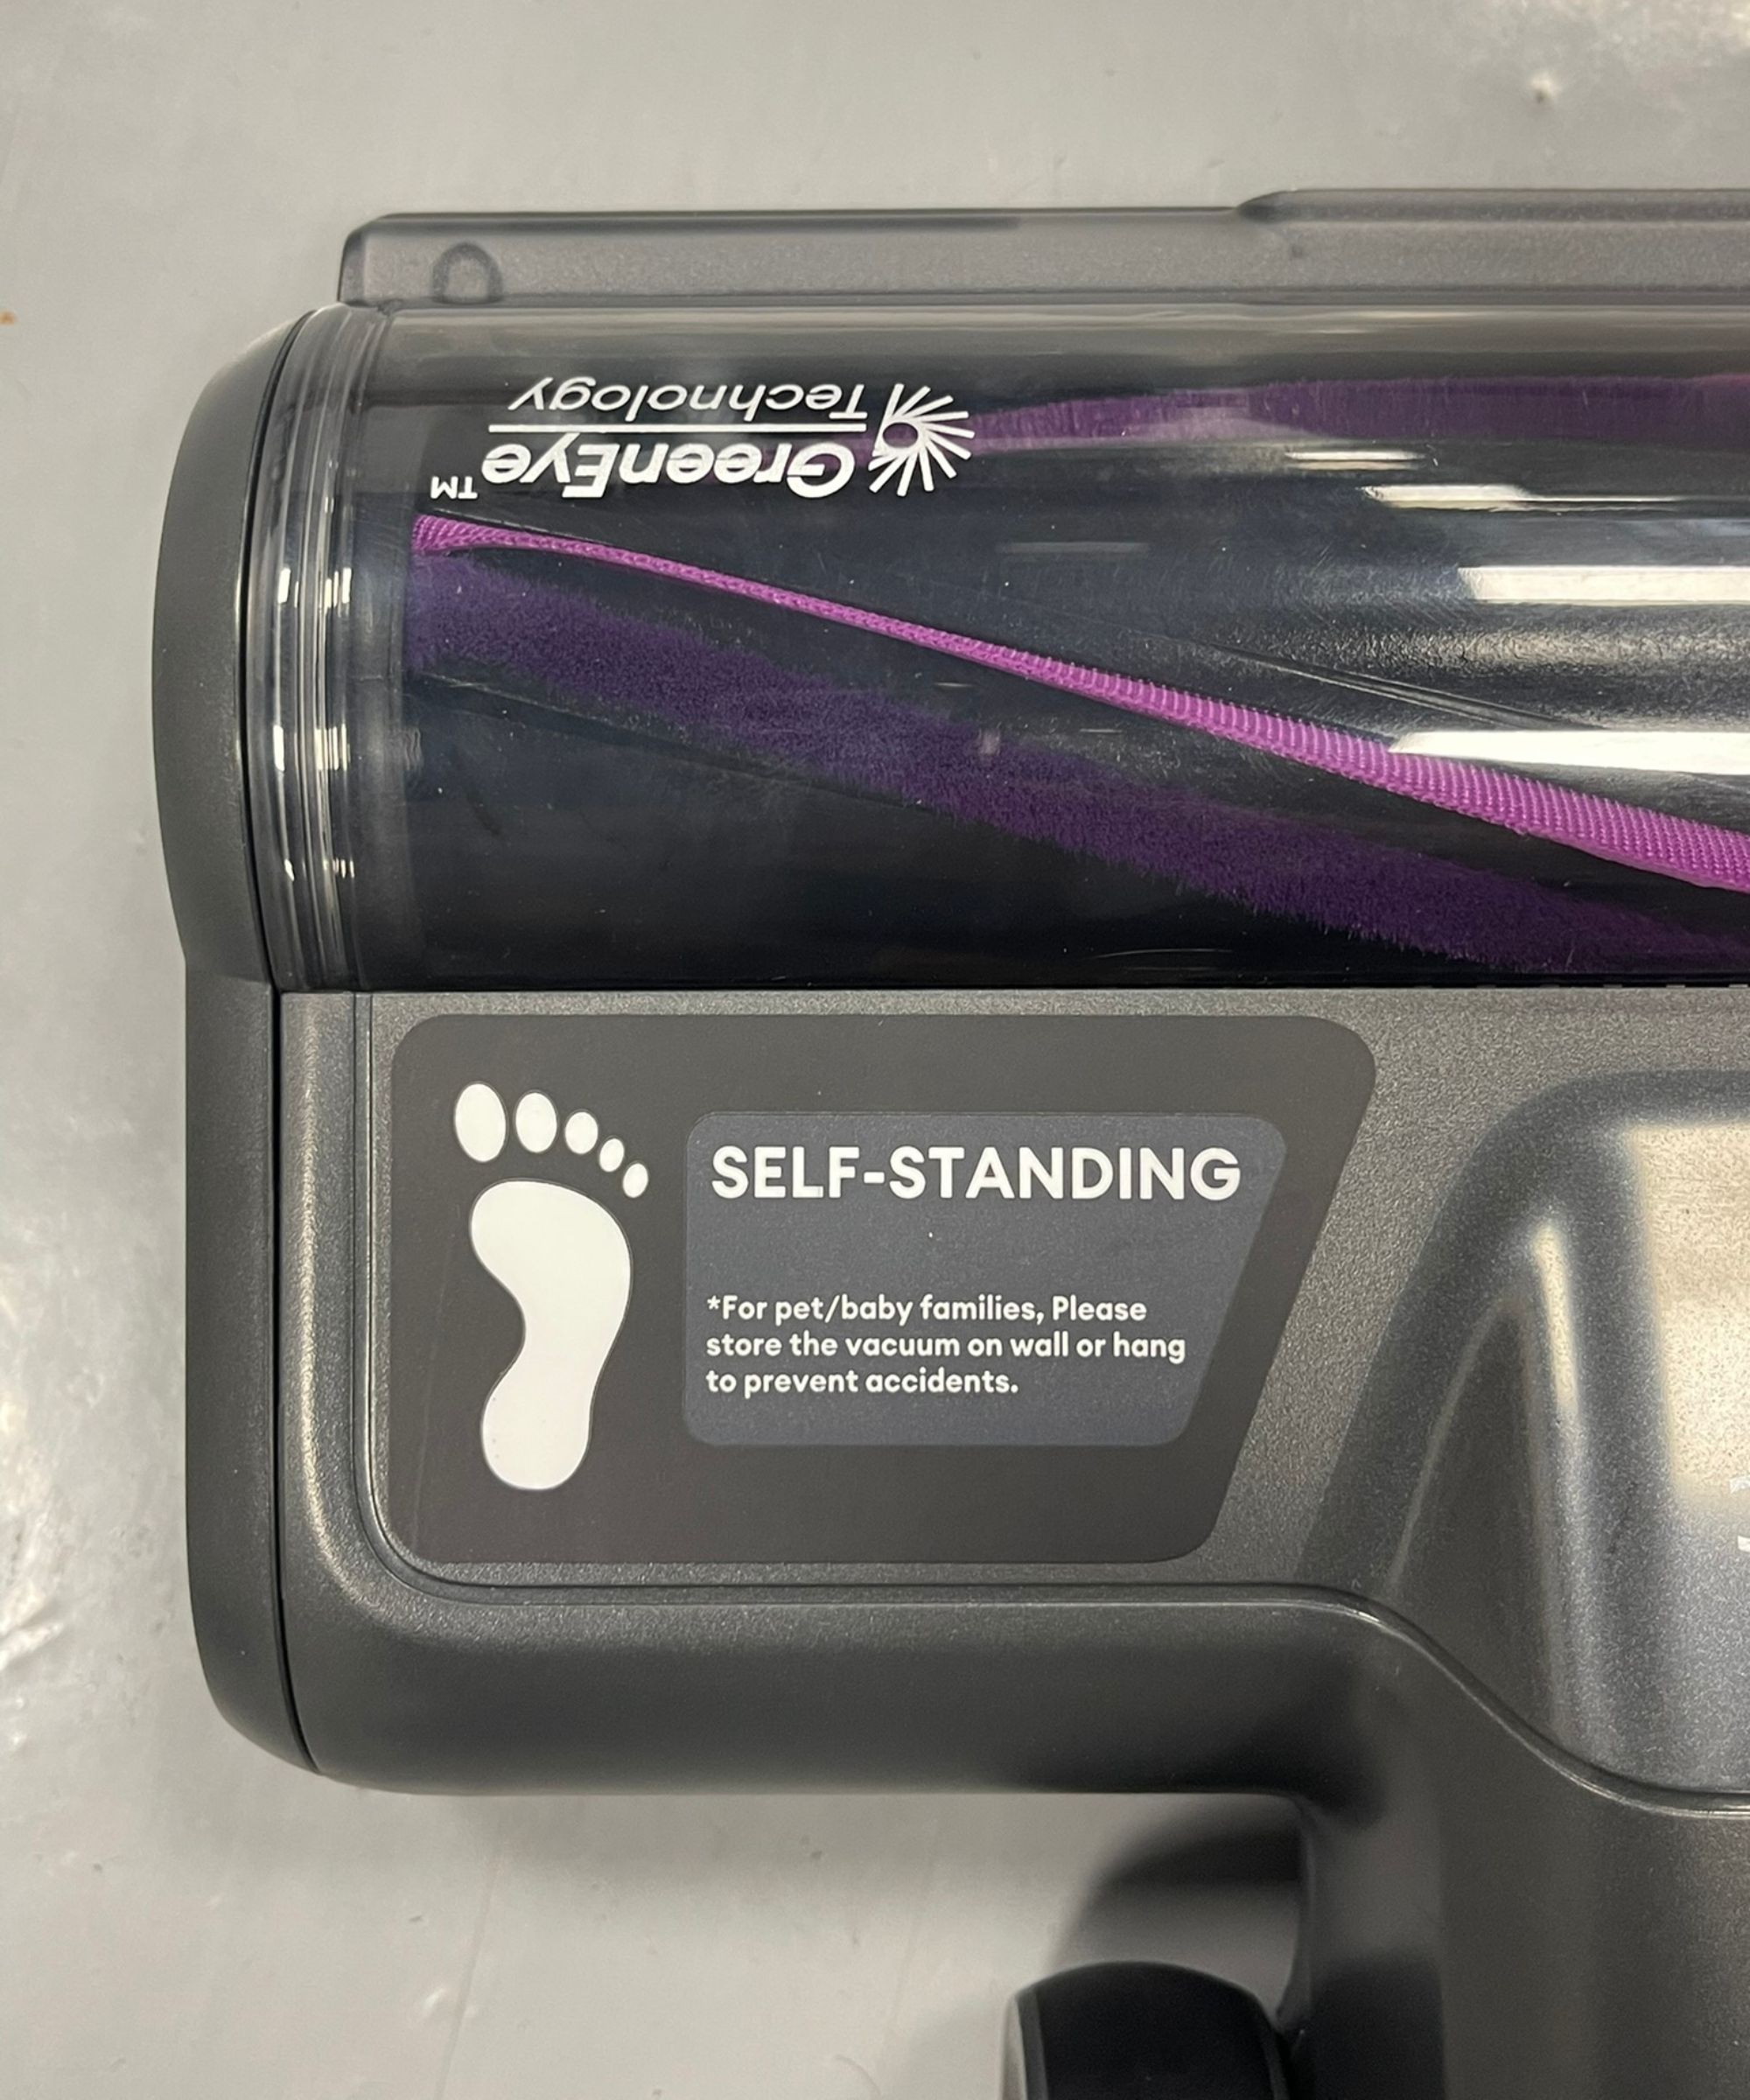 GreenEye™
Technology
SELF-STANDING
*For pet/baby families, Please
store the vacuum on wall or hang
to prevent accidents.